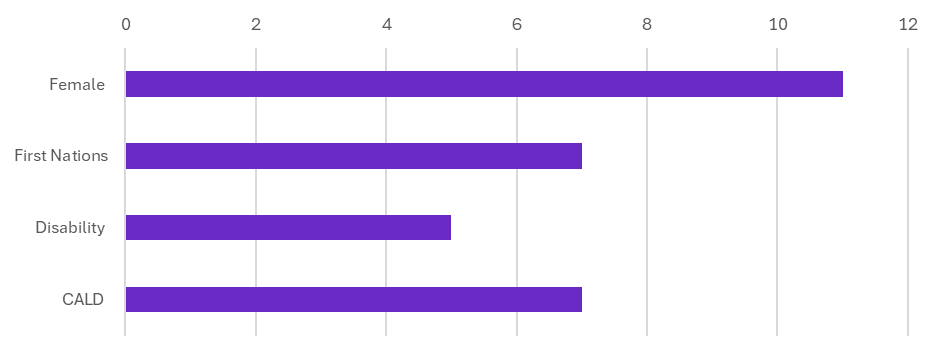 0 2 4 6 8 10 12
Female
First Nations
Disability
CALD